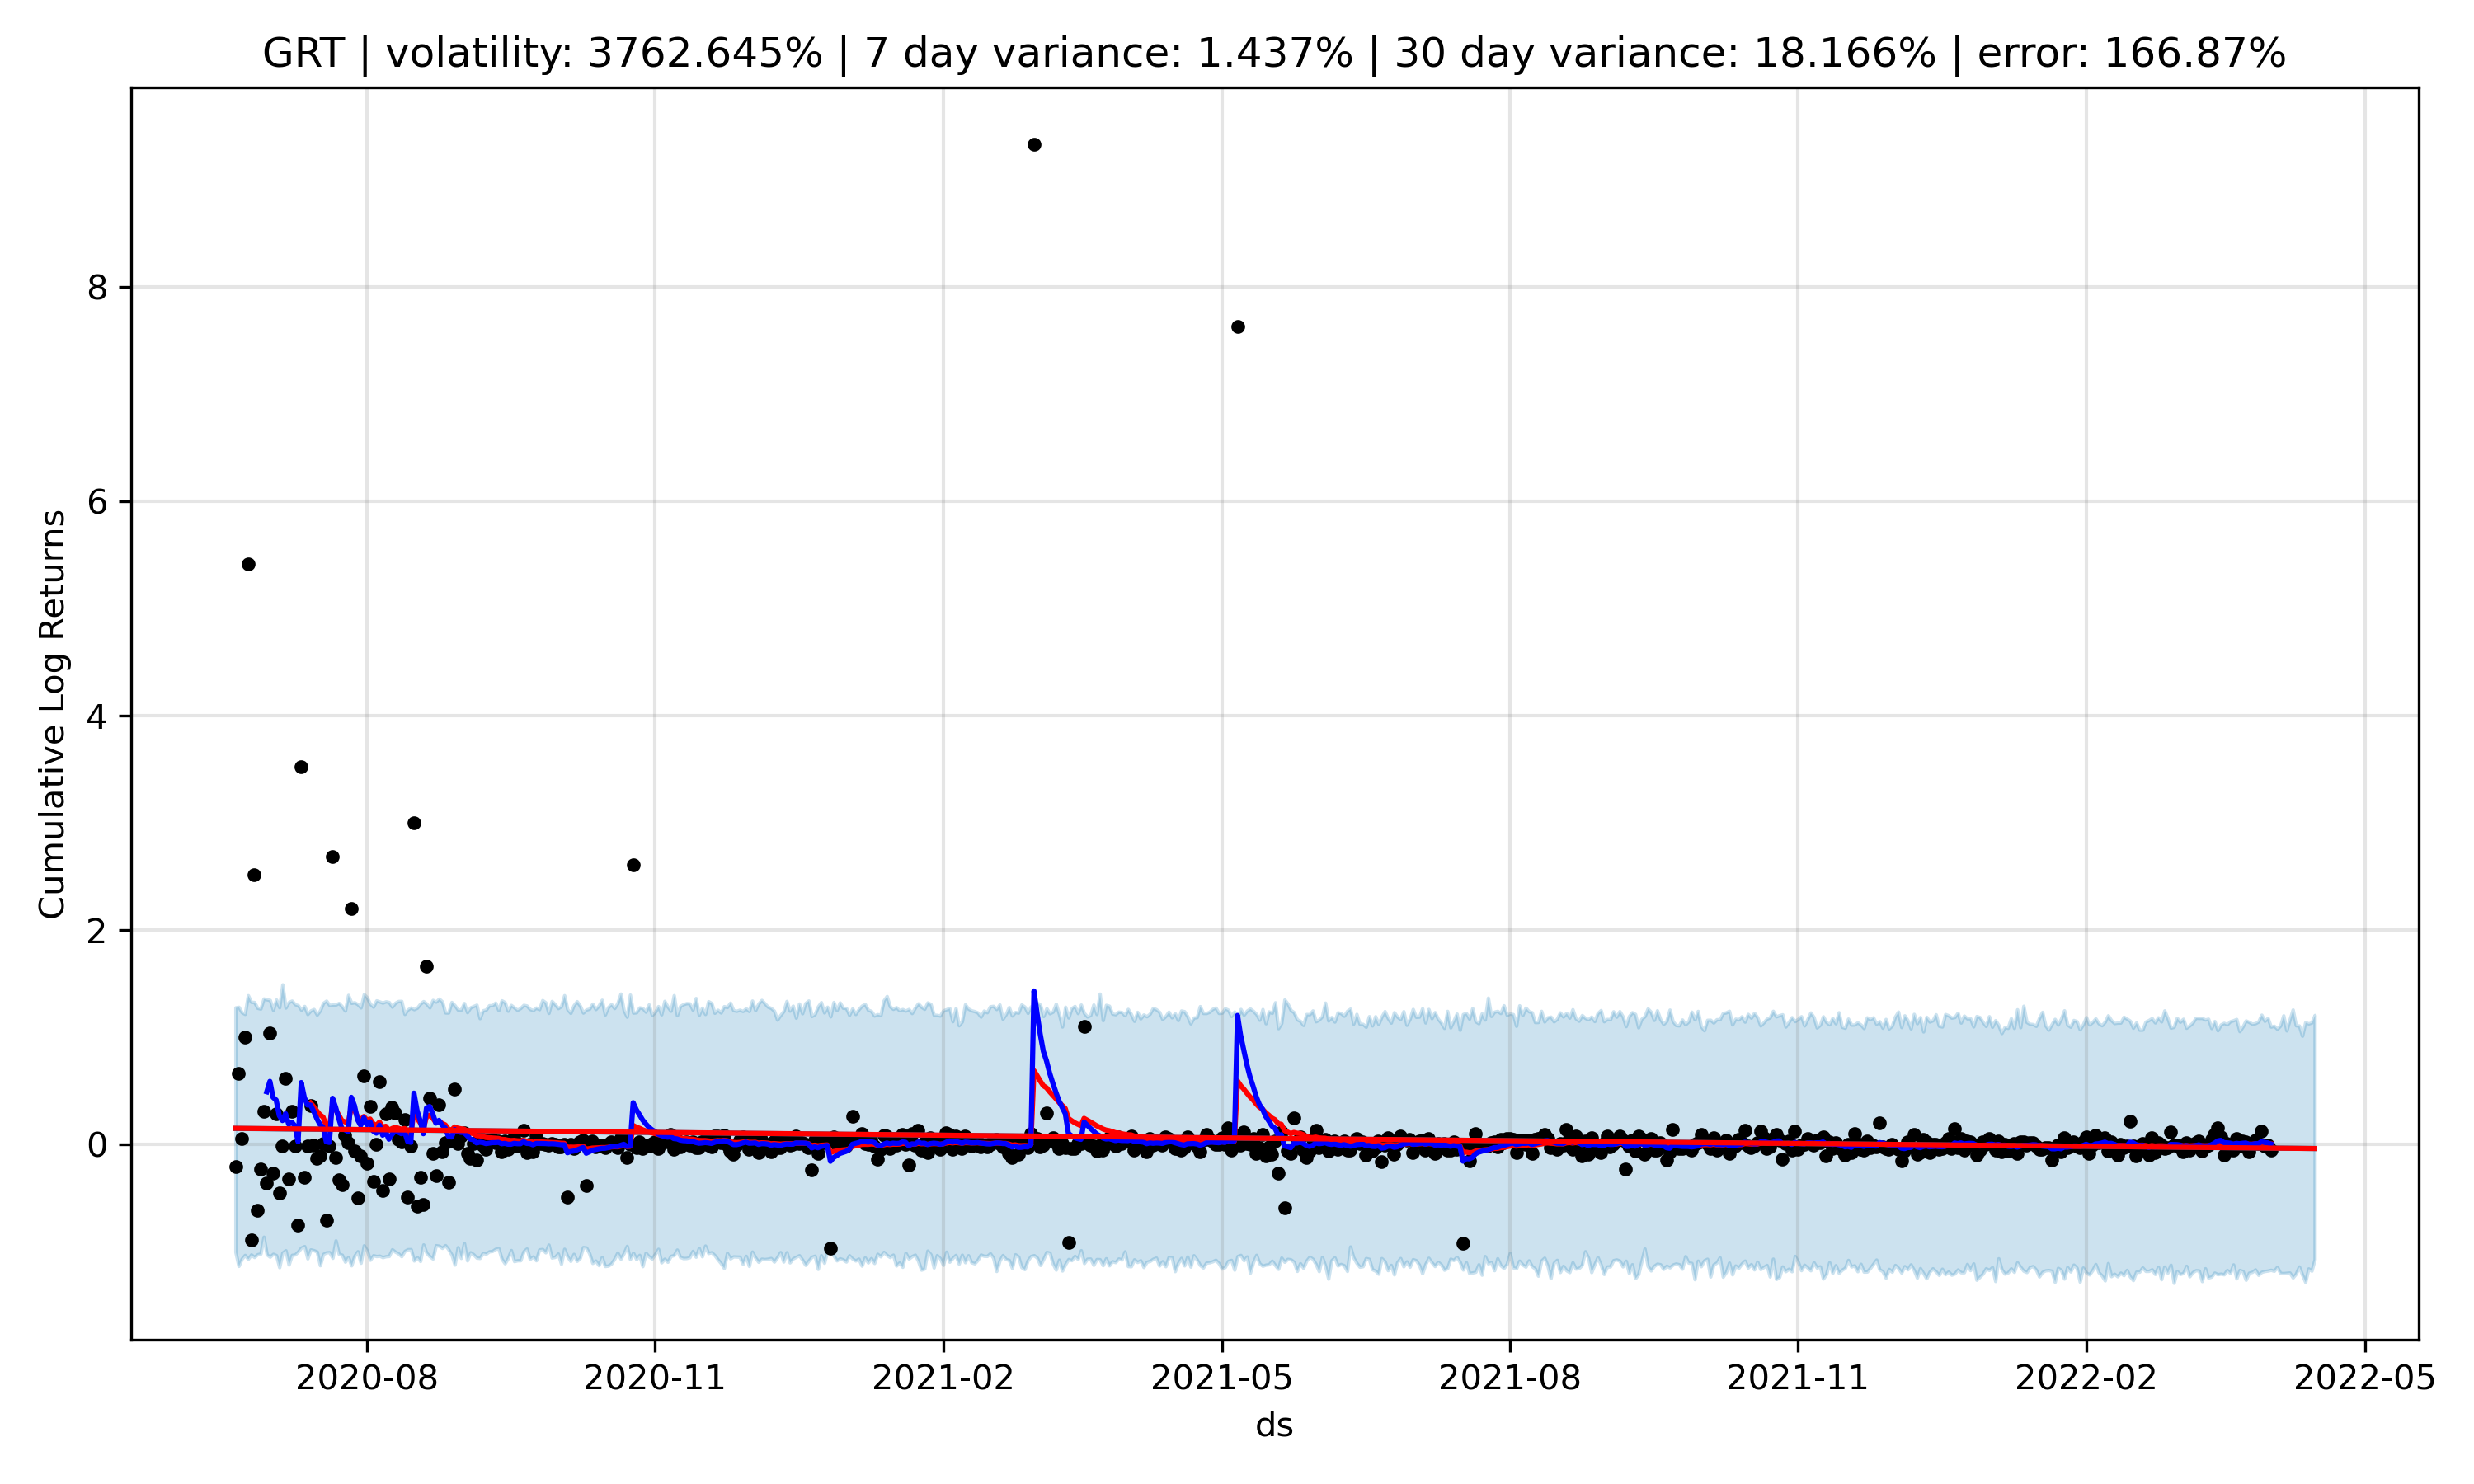 GRT | volatility: 3762.645% | 7 day variance: 1.437% | 30 day variance: 18.166% | error: 166.87%
Cumulative Log Returns
8
6
4
2
0
2020-08 2020-11 2021-02 2021-05 2021-08 2021-11 2022-02 2022-05
ds